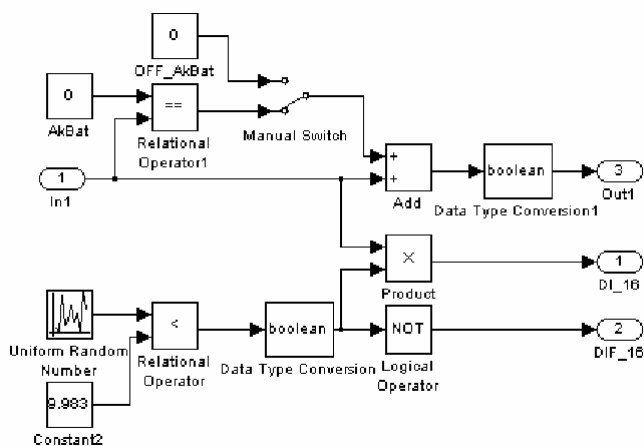 0
OFF_AkBat
0
==
AkBat
Relational
Operator1
Manual Switch
1
In1
+
+
Add
boolean
Data Type Conversion1
3
Out1
×
Product
1
DI_16
Uniform Random
Number
<
Relational
Operator
boolean
Data Type Conversion
NOT
Logical
Operator
2
DIF_16
9.983
Constant2